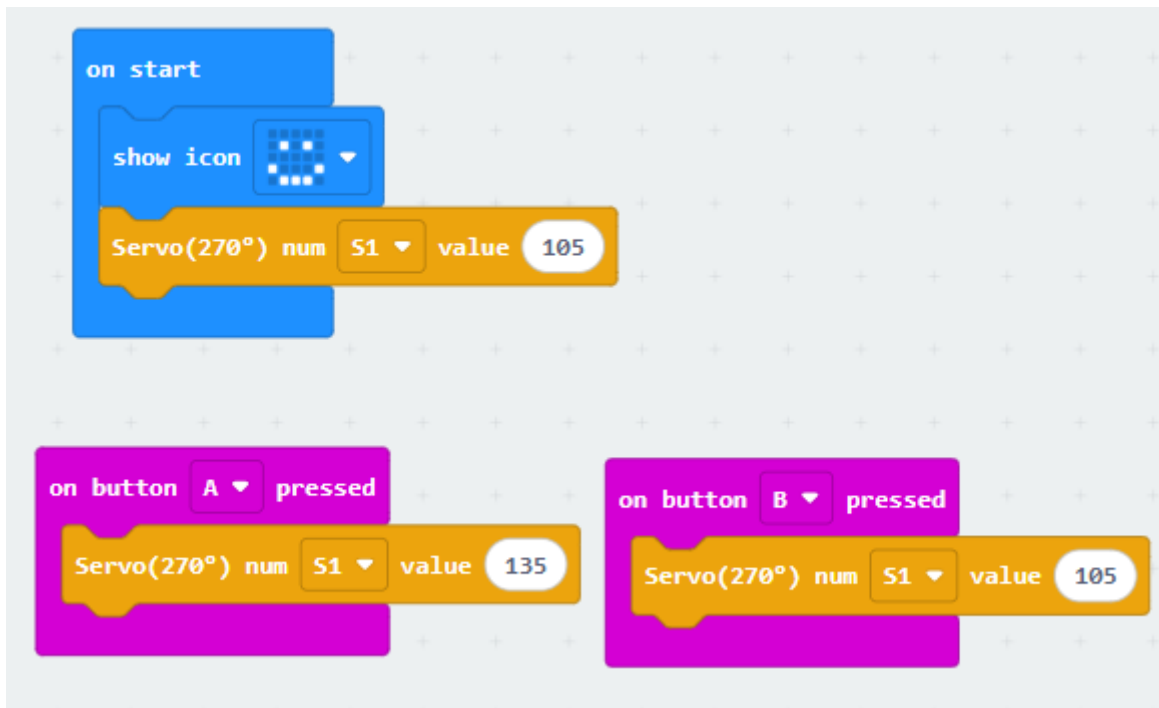 on start
show icon
Servo(270°) num S1 value 105
on button A pressed
Servo(270°) num S1 value 135
on button B pressed
Servo(270°) num S1 value 105